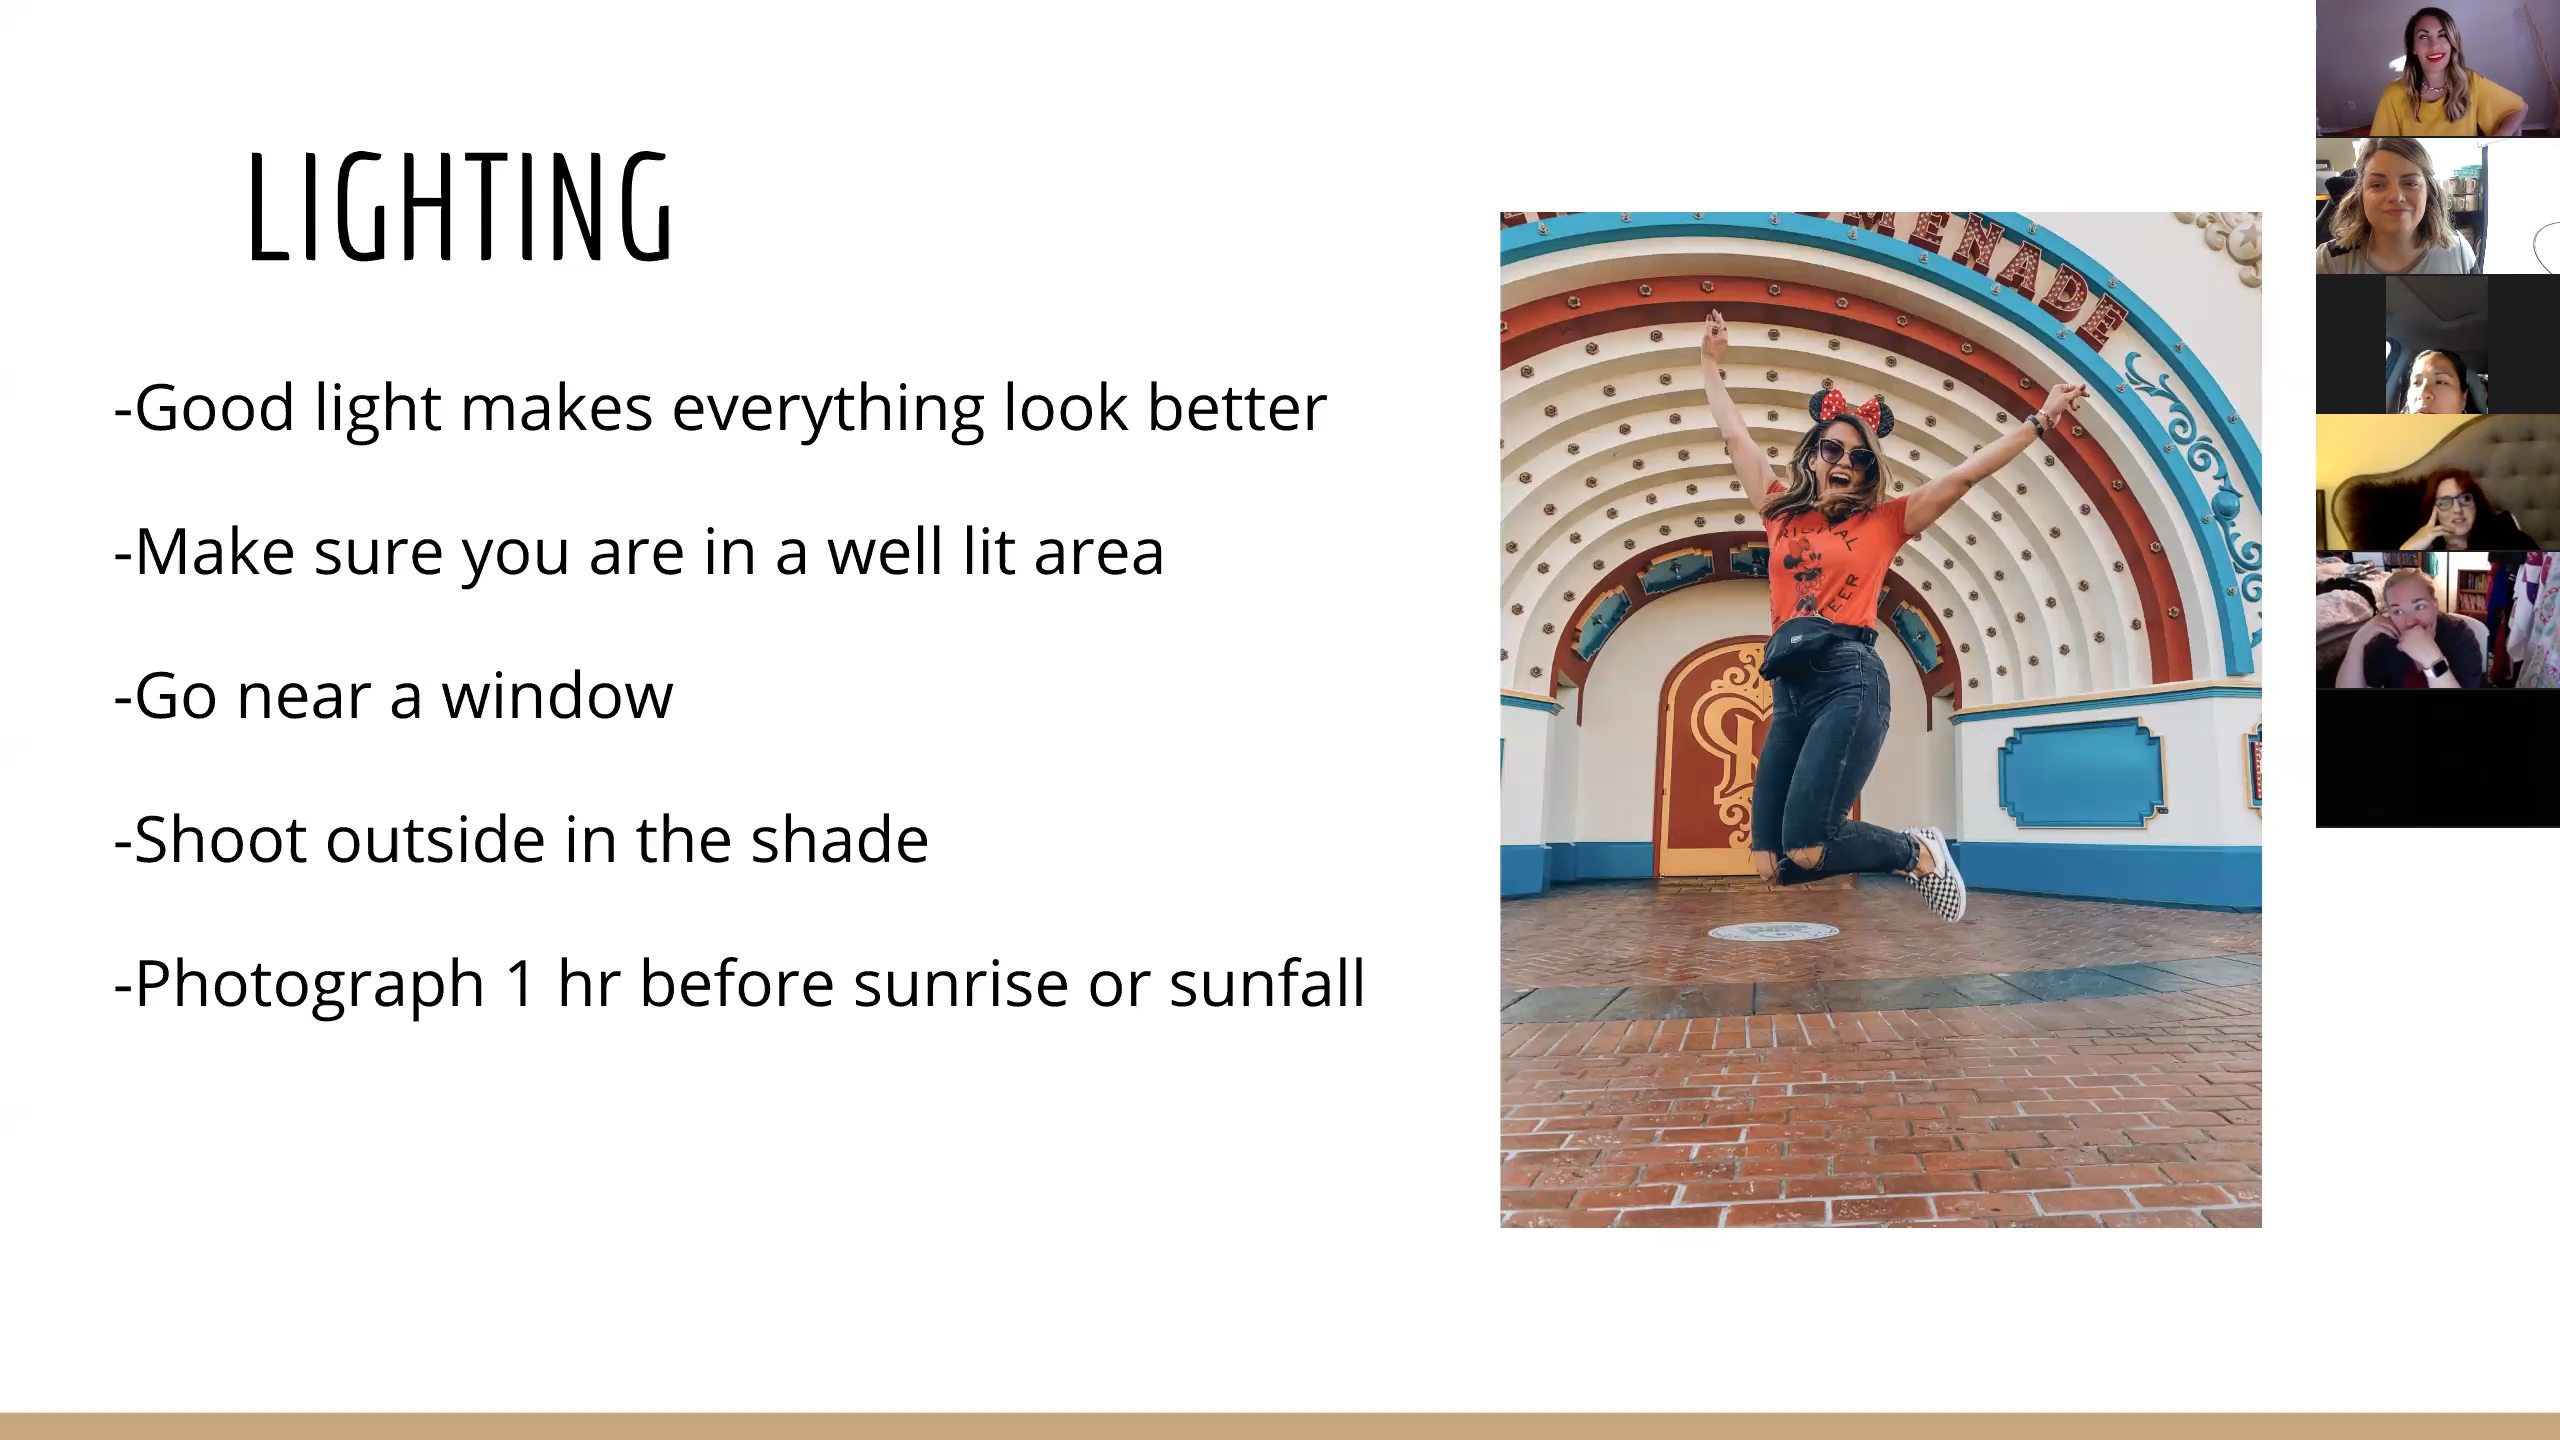 LIGHTING
-Good light makes everything look better
-Make sure you are in a well lit area
-Go near a window
-Shoot outside in the shade
-Photograph 1 hr before sunrise or sunfall
MENADE